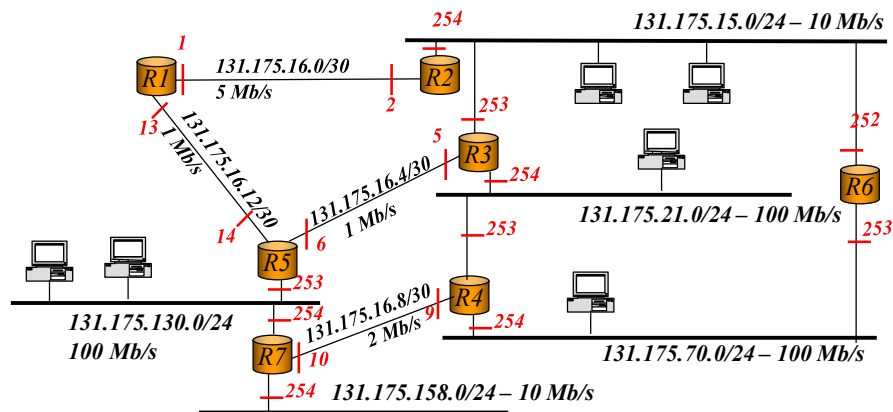 254
131.175.15.0/24 – 10 Mb/s
1
131.175.16.0/30
R1
R2
5 Mb/s
2
13
253
5
252
1 Mb/s
131.175.16.12/30
R3
254
R6
131.175.16.4/30
131.175.21.0/24 – 100 Mb/s
1 Mb/s
14
6
253
253
R5
253
131.175.16.8/30
R4
254
9
254
131.175.130.0/24
2 Mb/s
100 Mb/s
R7
10
131.175.70.0/24 – 100 Mb/s
254
131.175.158.0/24 – 10 Mb/s